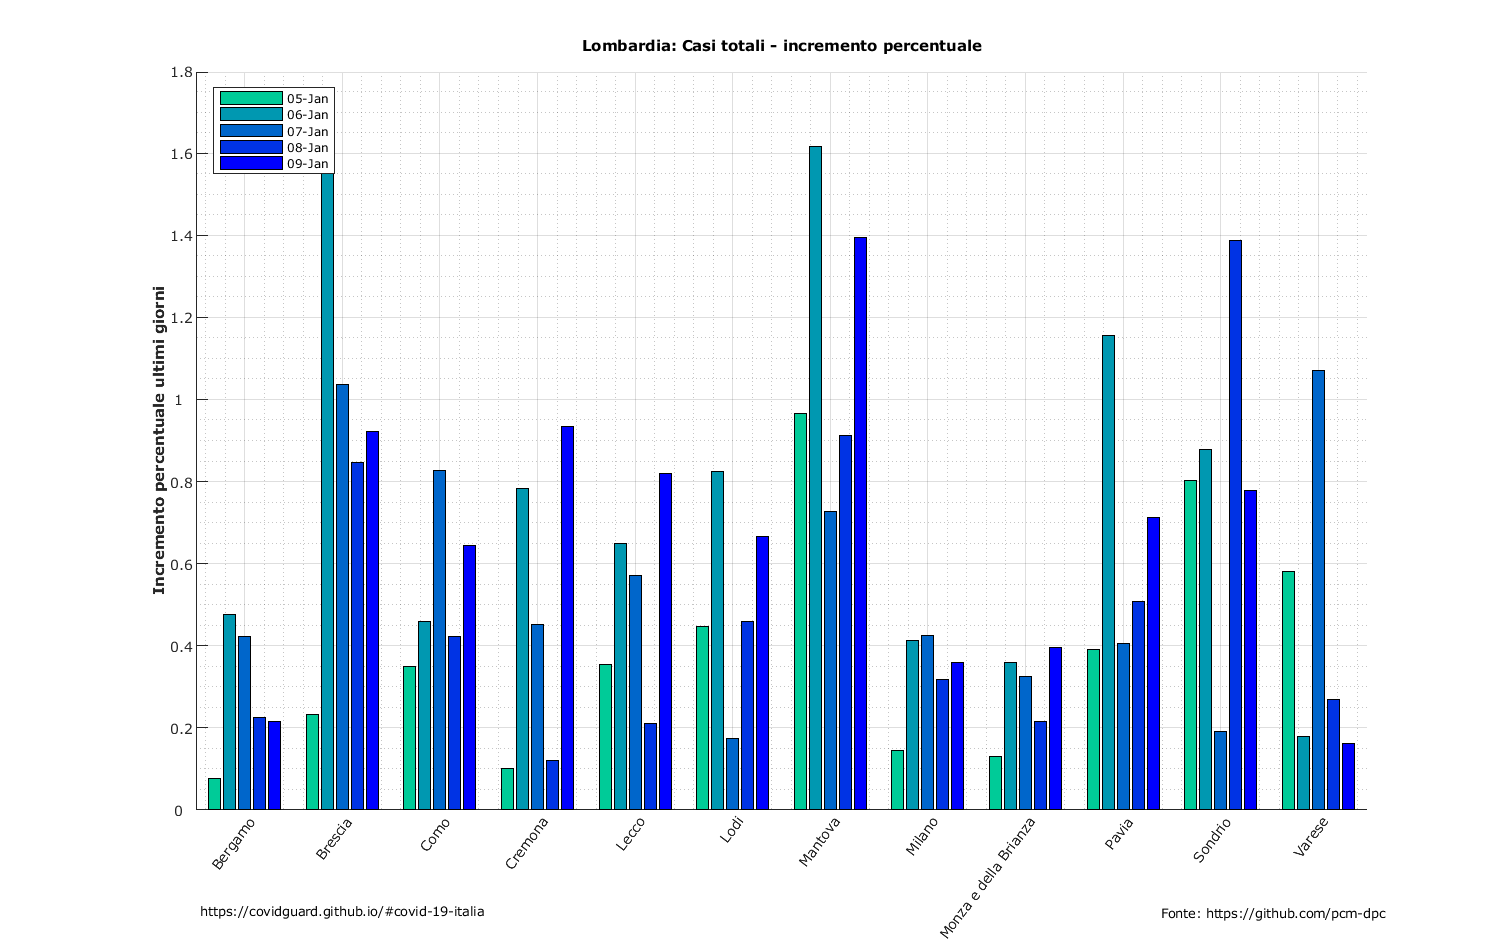 Lombardia: Casi totali - incremento percentuale
1.8
1.6
1.4
1.2
1
0.8
0.6
0.4
0.2
0
Incremento percentuale ultimi giorni
05-Jan
06-Jan
07-Jan
08-Jan
09-Jan
Bergamo
Brescia
Como
Cremona
Lecco
Lodi
Mantova
Milano
Monza e della Brianza
Pavia
Sondrio
Varese
https://covidguard.github.io/#covid-19-italia
Fonte: https://github.com/pcm-dpc